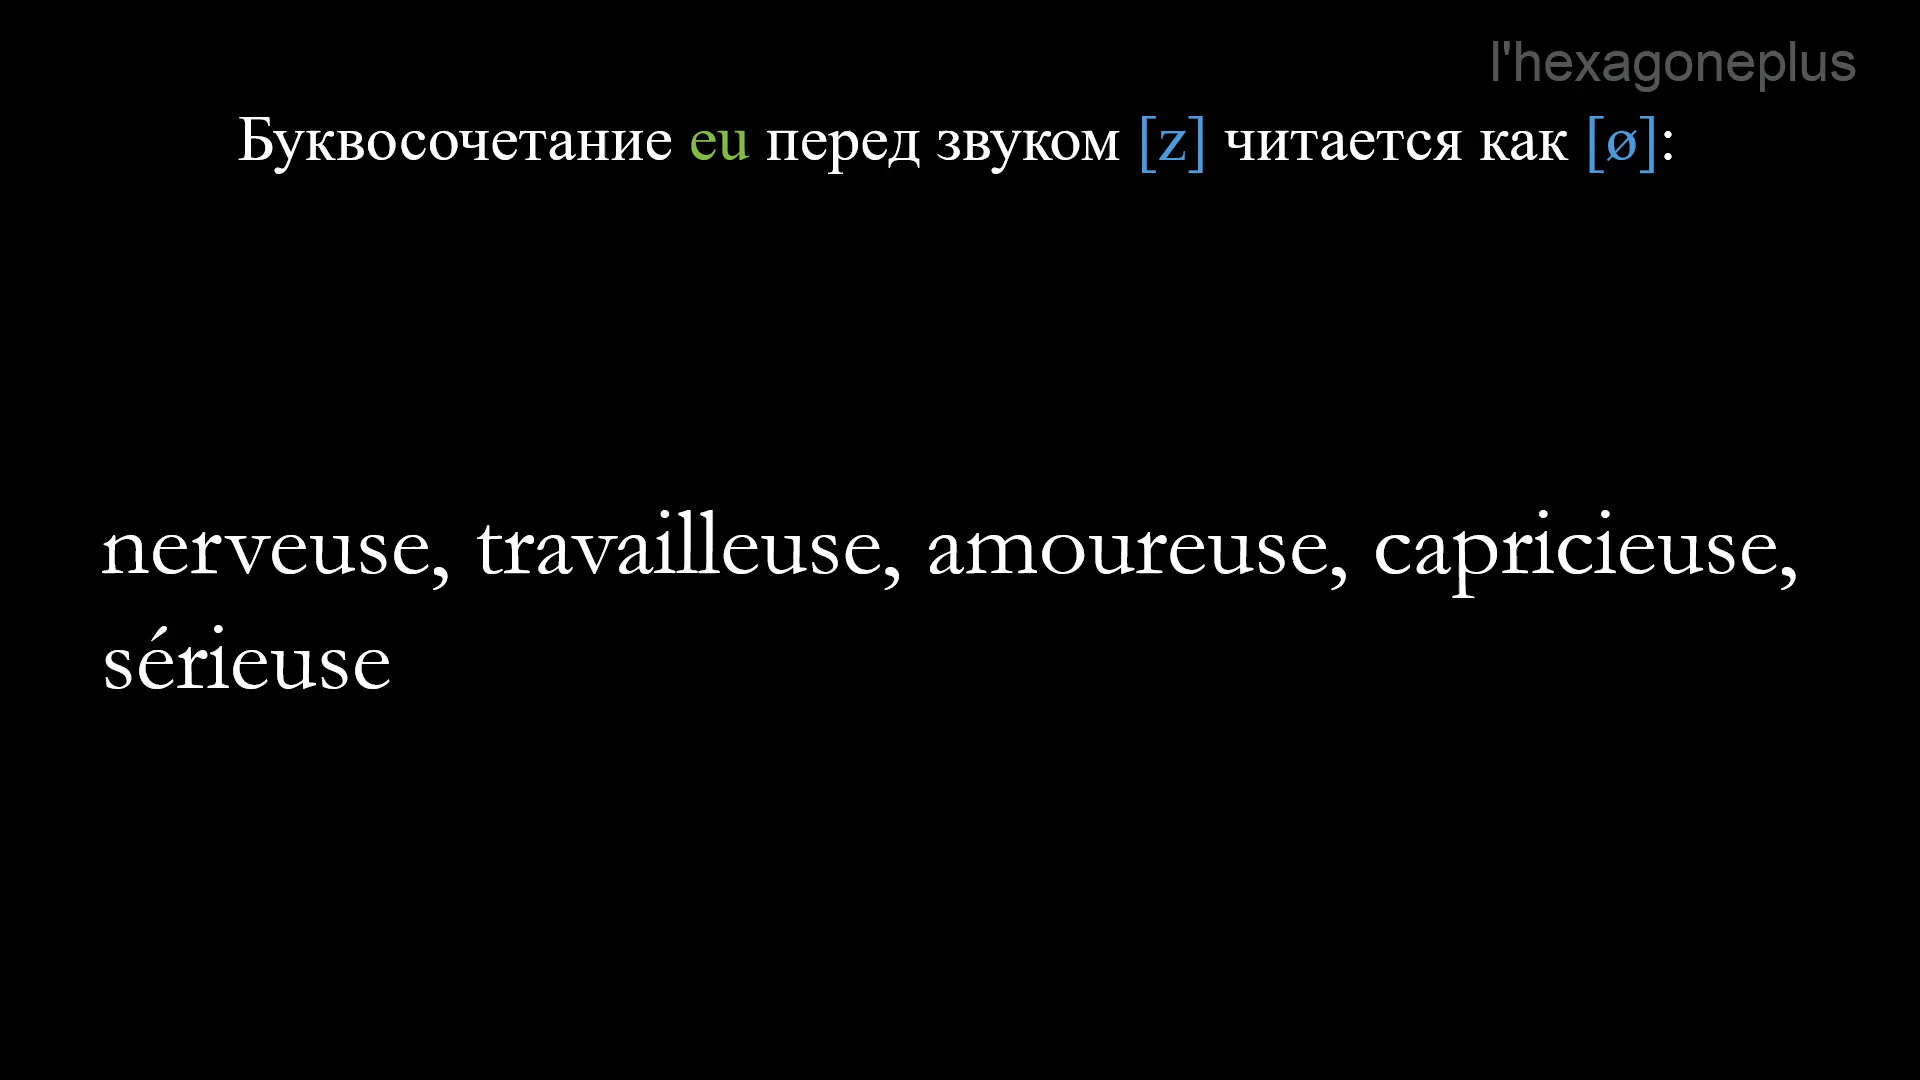 l'hexagoneplus
Буквосочетание eu перед звуком [z] читается как [ø]:
nerveuse, travailleuse, amoureuse, capricieuse,
sérieuse